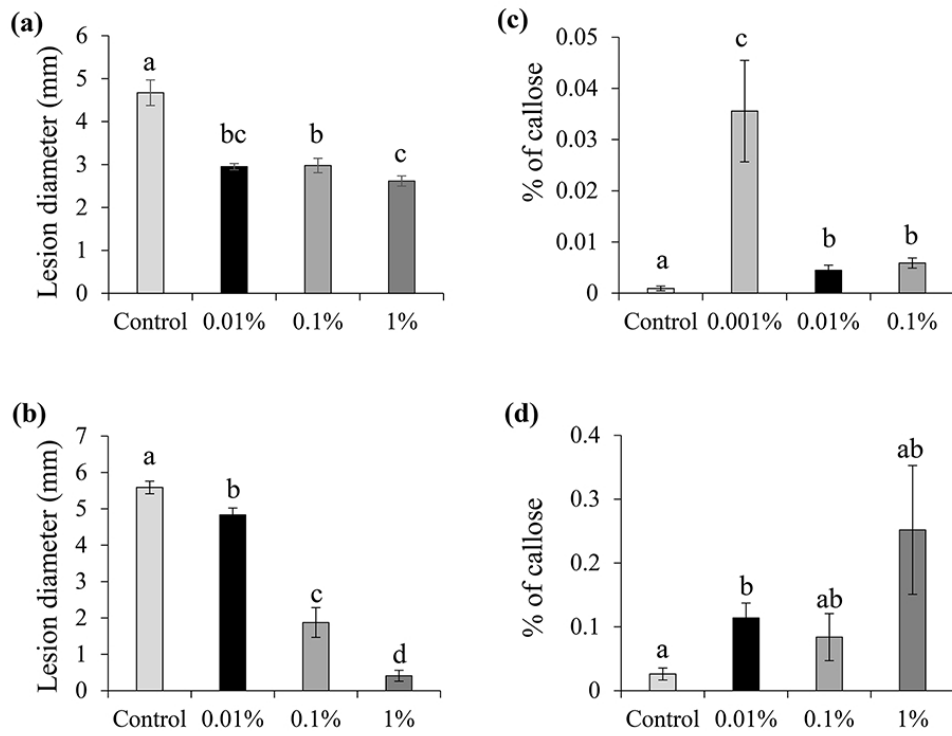 (a)
Lesion diameter (mm)
6
5
4
3
2
1
0
a
bc
b
c
Control 0.01% 0.1% 1%
(c)
% of callose
0.05
0.04
0.03
0.02
0.01
0
a
c
b
b
Control 0.001% 0.01% 0.1%
(b)
Lesion diameter (mm)
7
6
5
4
3
2
1
0
a
b
c
d
Control 0.01% 0.1% 1%
(d)
% of callose
0.4
0.3
0.2
0.1
0
a
b
ab
ab
Control 0.01% 0.1% 1%